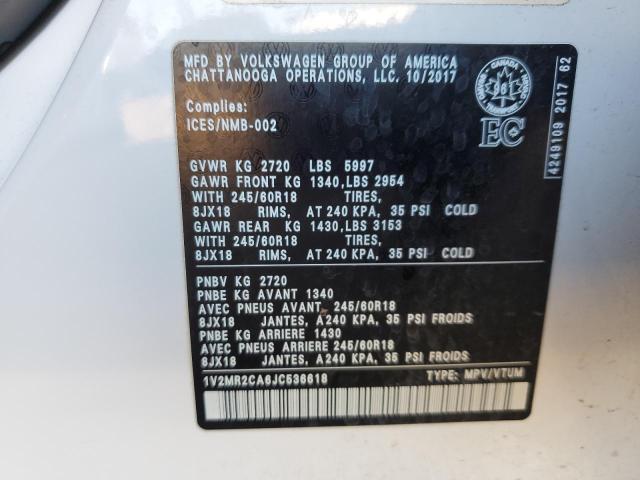 MFD BY VOLKSWAGEN GROUP OF AMERICA
CHATTANOOGA OPERATIONS, LLC. 10/2017
Complies:
ICES/NMB-002
CANADA
EC
4249109 2017 62
GVWR KG 2720 LBS 5997
GAWR FRONT KG 1340,LBS 2954
WITH 245/60R18 TIRES,
8JX18 RIMS, AT 240 KPA, 35 PSI COLD
GAWR REAR KG 1430,LBS 3153
WITH 245/60R18 TIRES,
8JX18 RIMS, AT 240 KPA, 35 PSI COLD
PNBV KG 2720
PNBE KG AVANT 1340
AVEC PNEUS AVANT, 245/60R18
8JX18 JANTES, A 240 KPA, 35 PSI FROIDS
PNBE KG ARRIERE 1430
AVEC PNEUS ARRIERE 245/60R18
8JX18 JANTES, A 240 KPA, 35 PSI FROIDS
1V2MR2CA6JC536618 TYPE: MPV/VTUM